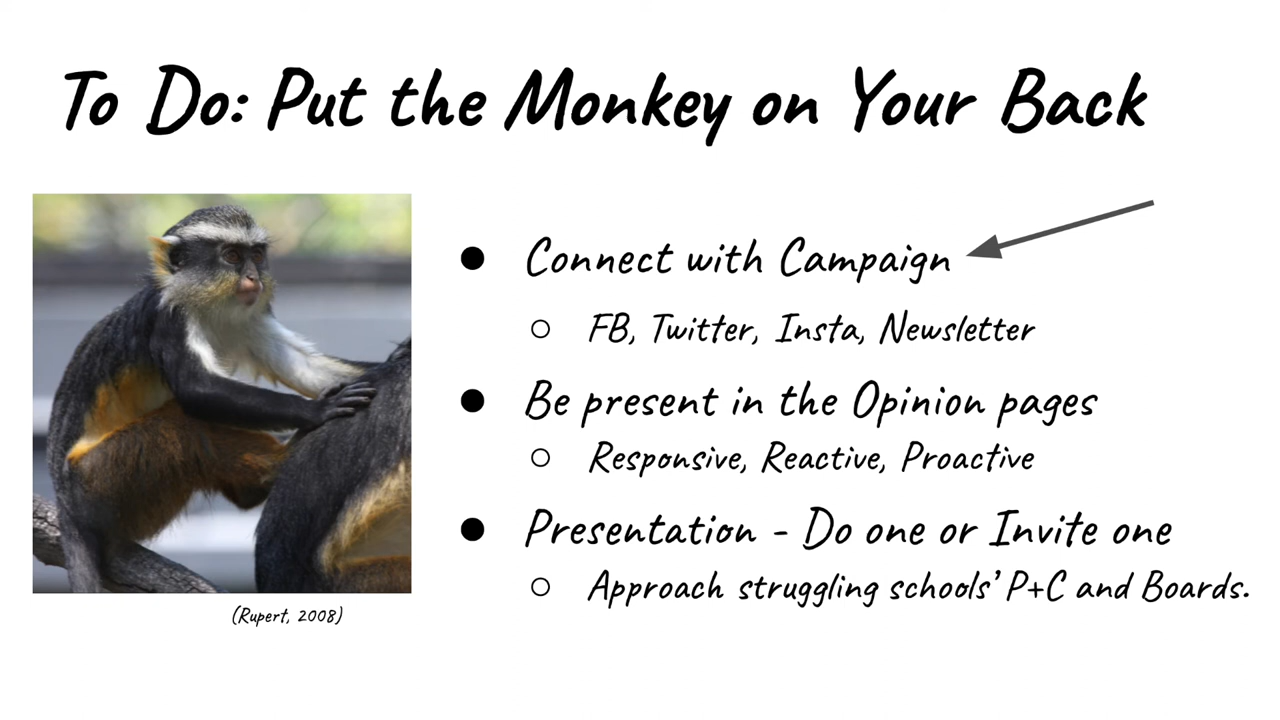 To Do: Put the Monkey on Your Back
● Connect with Campaign
○ FB, Twitter, Insta, Newsletter
● Be present in the Opinion pages
○ Responsive, Reactive, Proactive
● Presentation - Do one or Invite one
○ Approach struggling schools’ P+C and Boards.
(Rupert, 2008)